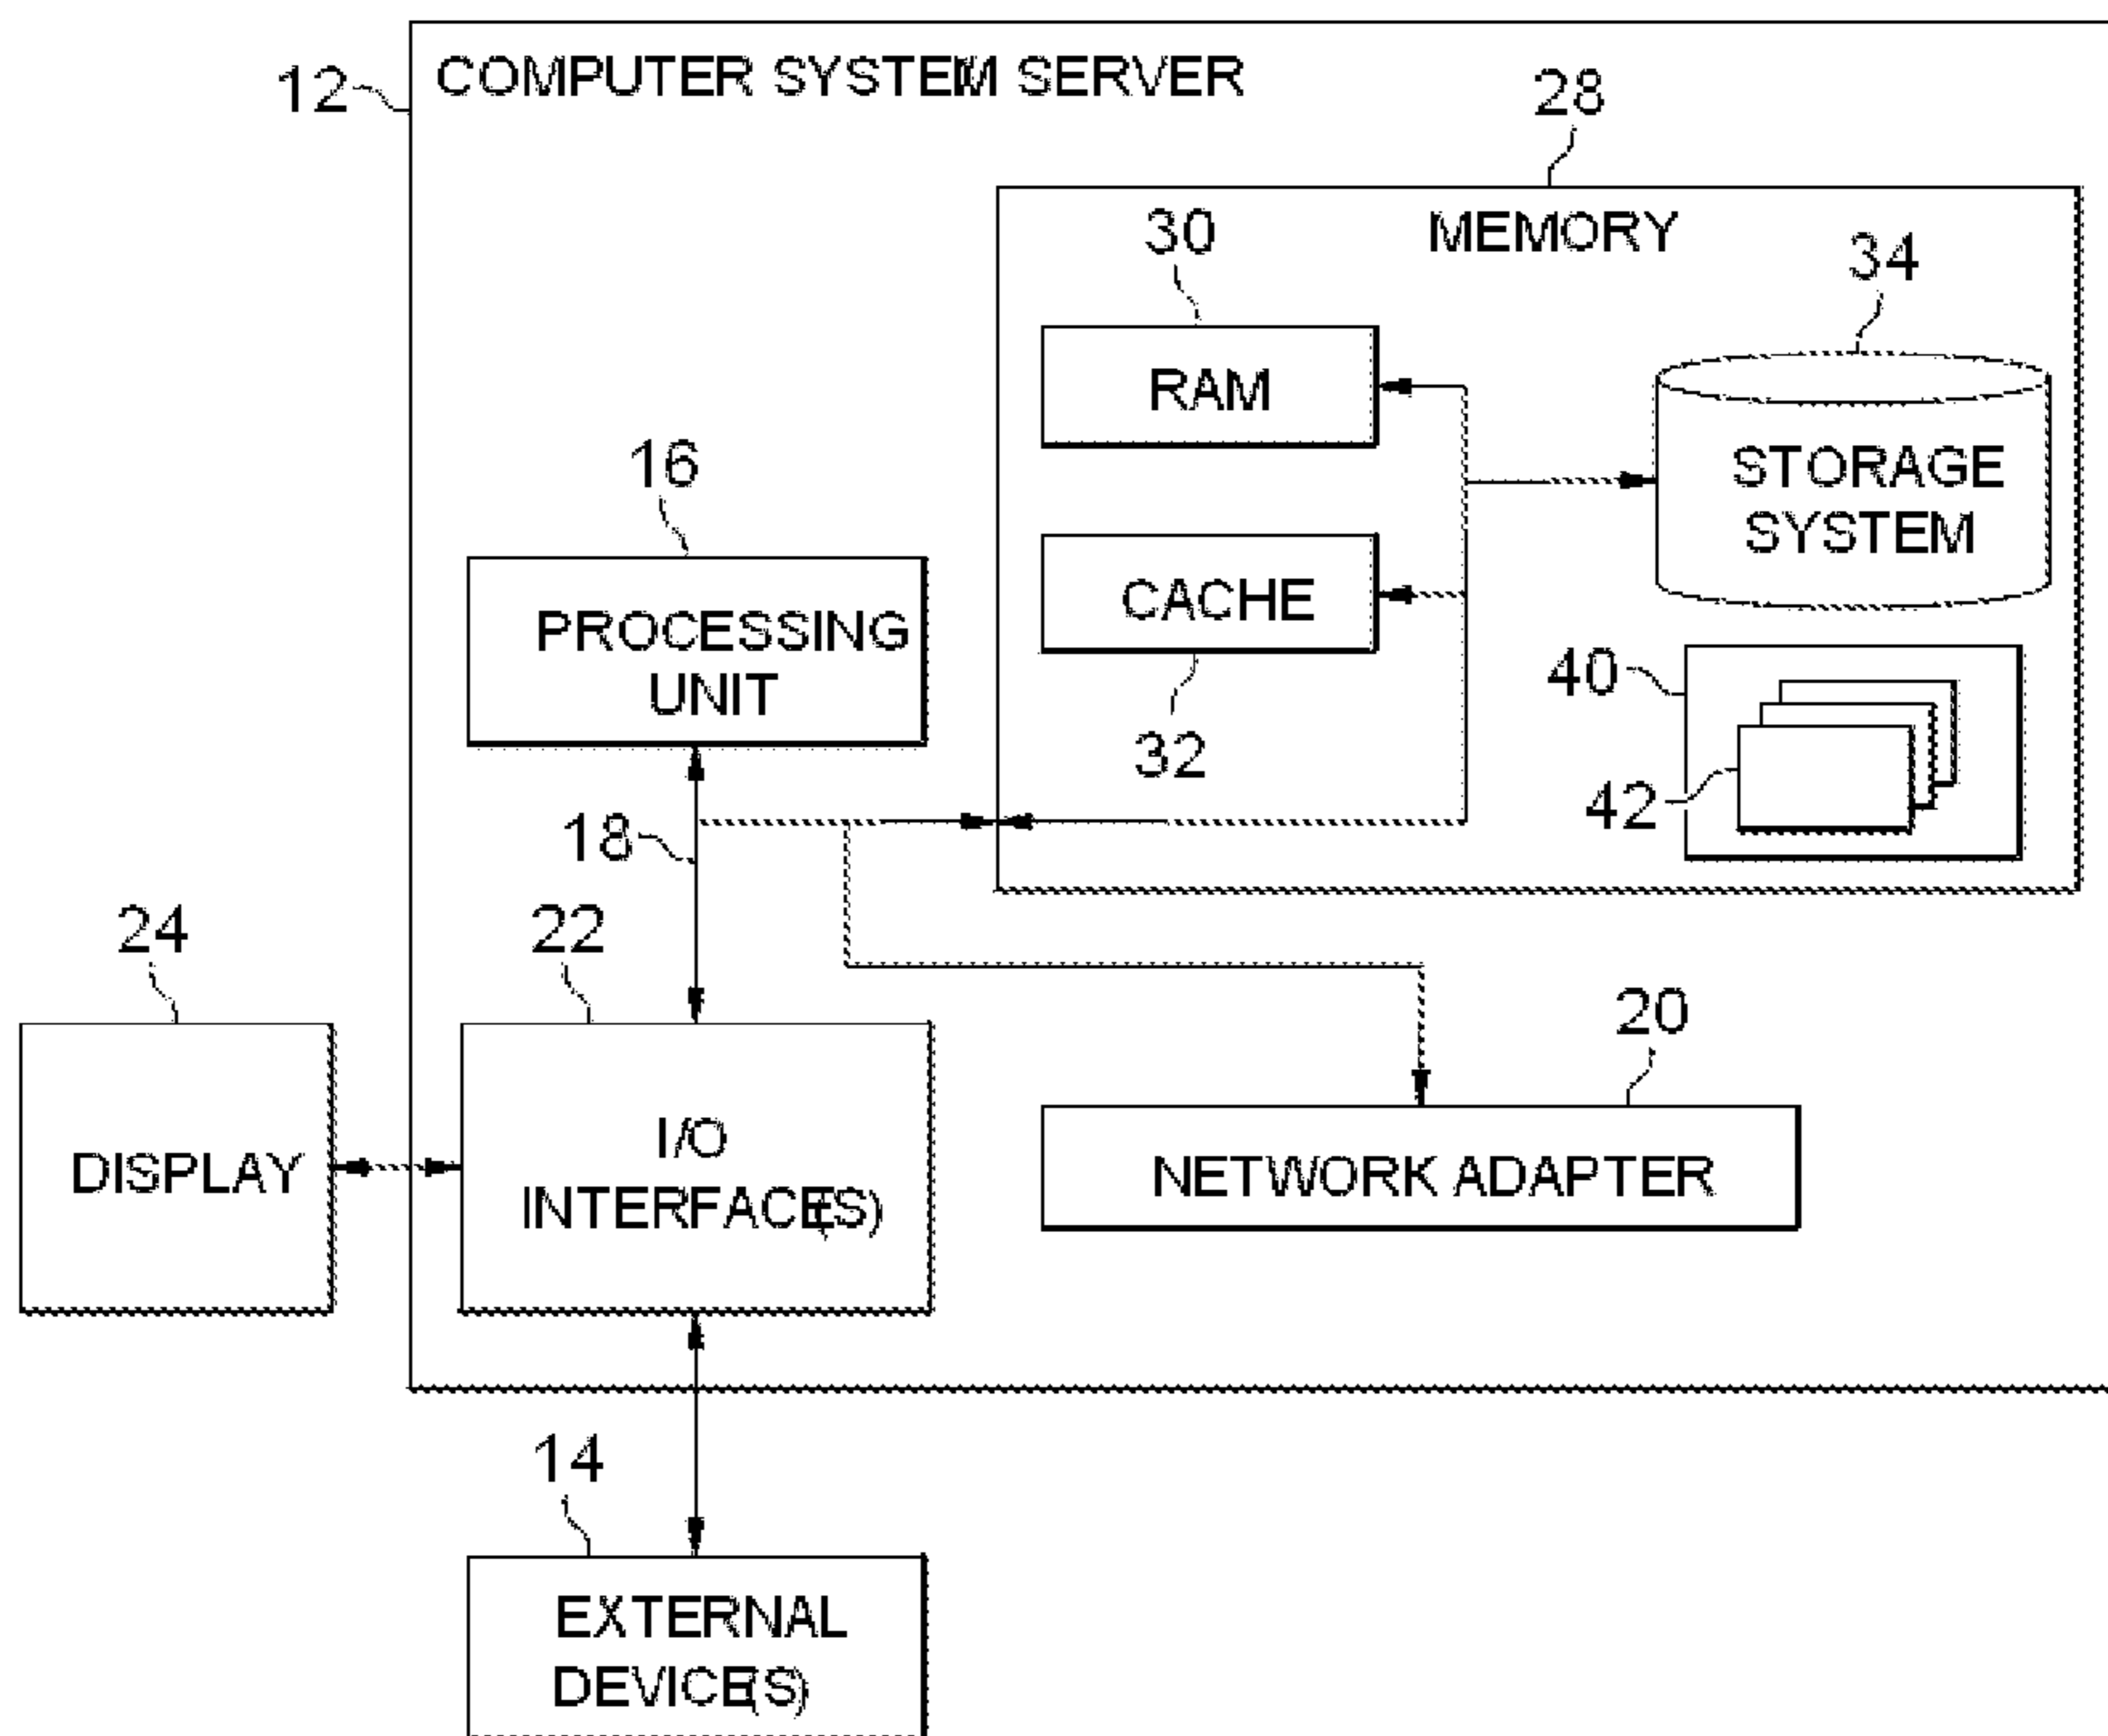 12
COMPUTER SYSTEM SERVER
28
MEMORY
30
34
RAM
STORAGE
SYSTEM
16
CACHE
PROCESSING
UNIT
32
40
42
18
24
22
20
DISPLAY
I/O
INTERFACE(S)
NETWORK ADAPTER
14
EXTERNAL
DEVICE(S)